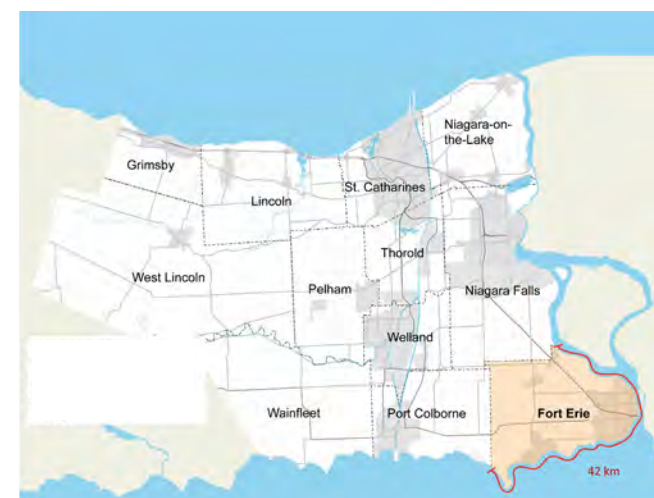 Niagara-on-
the-Lake
Grimsby
St. Catharines
Lincoln
Thorold
West Lincoln
Pelham
Niagara Falls
Welland
Wainfleet
Port Colborne
Fort Erie
42 km